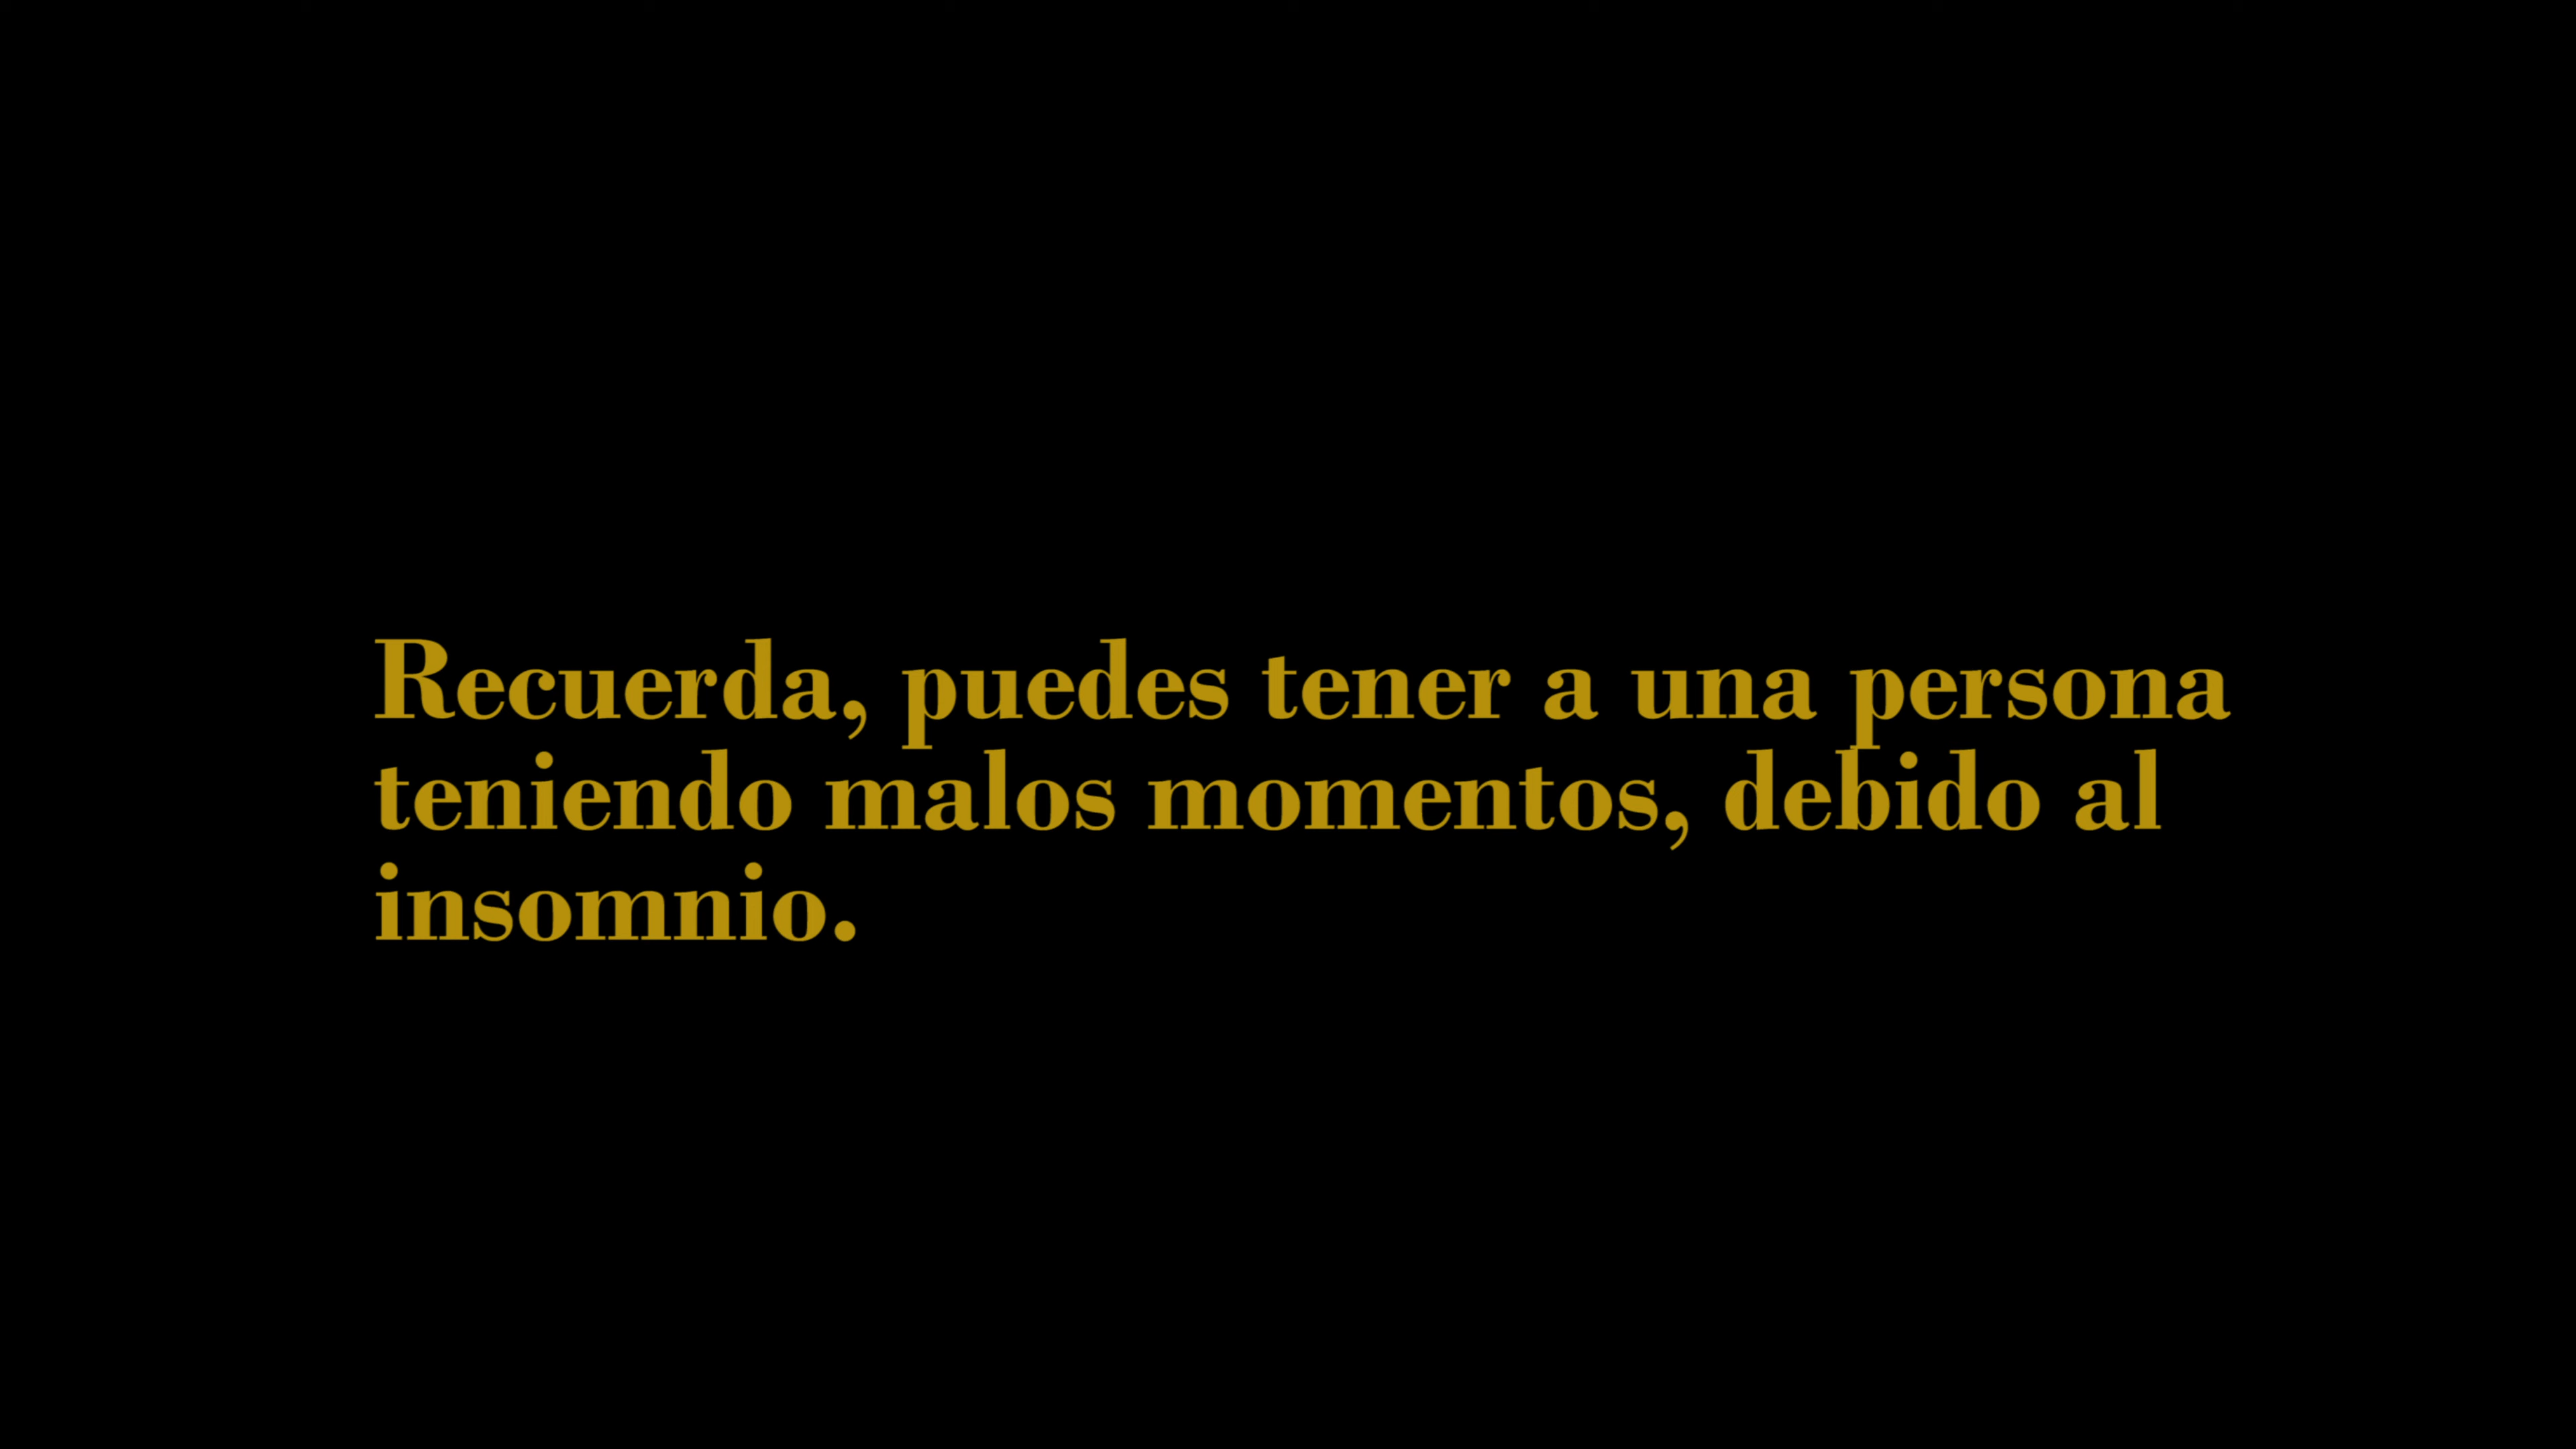 Recuerda, puedes tener a una persona
teniendo malos momentos, debido al
insomnio.